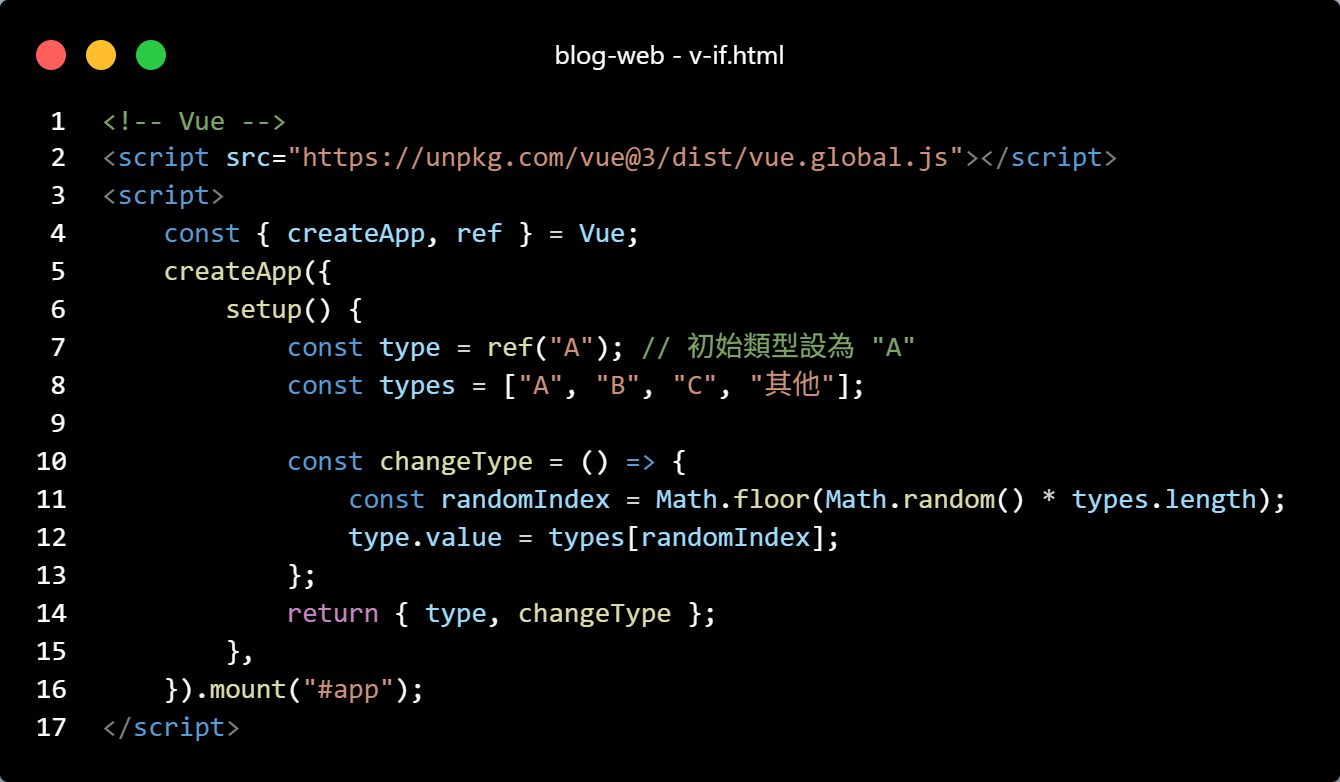 blog-web - v-if.html
1 <!-- Vue -->
2 <script src="https://unpkg.com/vue@3/dist/vue.global.js"></script>
3 <script>
4     const { createApp, ref } = Vue;
5     createApp({
6         setup() {
7             const type = ref("A"); // 初始類型設為 "A"
8             const types = ["A", "B", "C", "其他"];
9
10             const changeType = () => {
11                 const randomIndex = Math.floor(Math.random() * types.length);
12                 type.value = types[randomIndex];
13             };
14             return { type, changeType };
15         },
16     }).mount("#app");
17 </script>